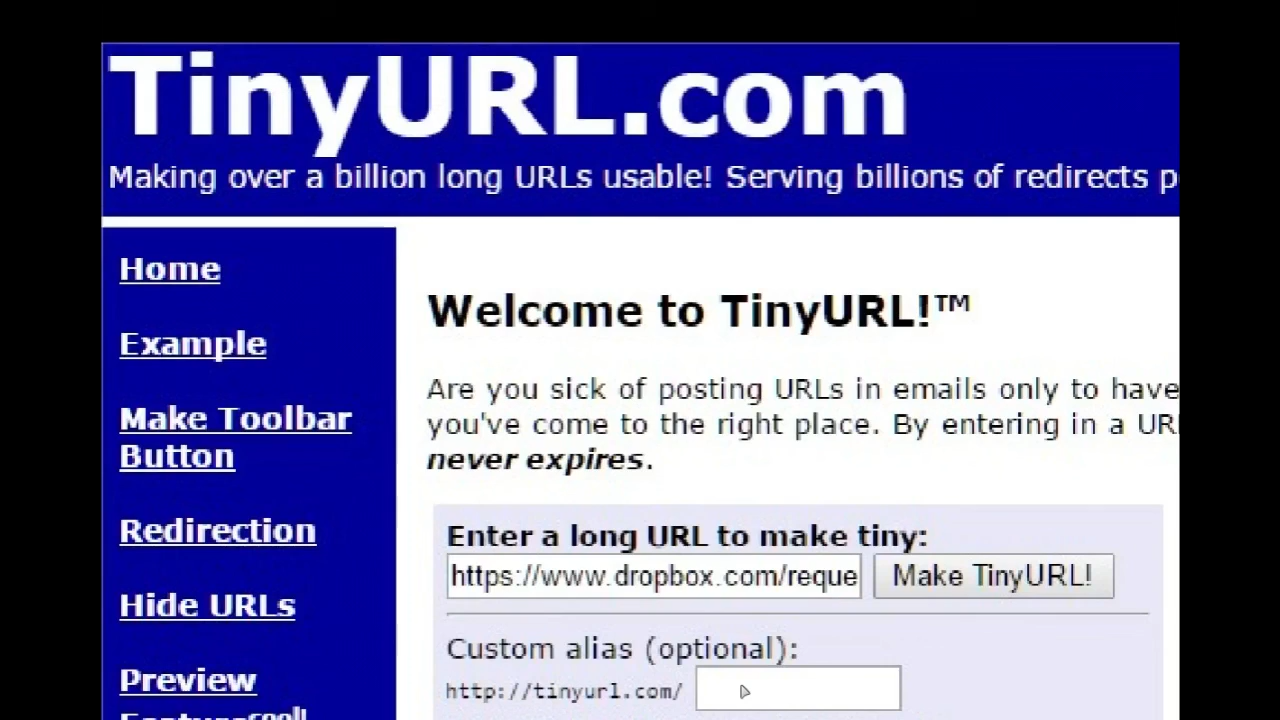 TinyURL.com
Making over a billion long URLs usable! Serving billions of redirects p
Home
Example
Make Toolbar
Button
Redirection
Hide URLs
Preview
Featurecool!
Welcome to TinyURL!™
Are you sick of posting URLs in emails only to have
you've come to the right place. By entering in a URL
never expires.
Enter a long URL to make tiny:
https://www.dropbox.com/reque
Make TinyURL!
Custom alias (optional):
http://tinyurl.com/